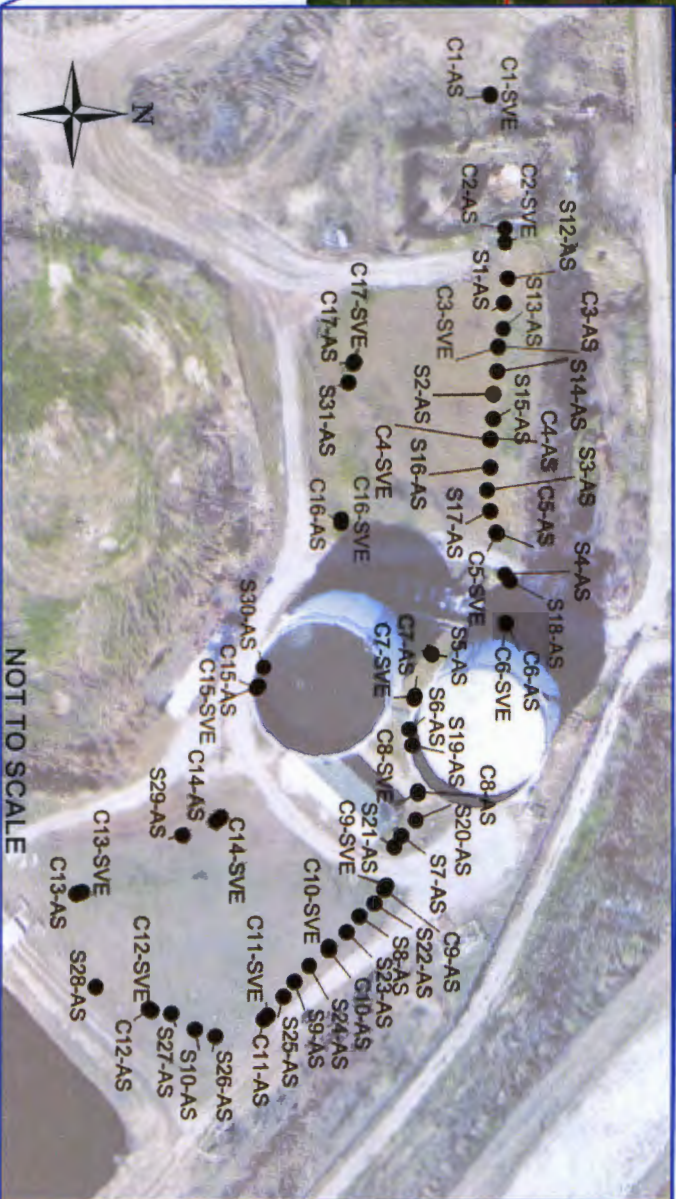 C1-SVE
C1-AS
N
S12-AS
C2-SVE
C2-AS
C3-AS
S13-AS
S1-AS
S14-AS
C3-SVE
C17-SVE
C17-AS
S15-AS
S2-AS
S31-AS
C4-AS
S3-AS
S16-AS
C4-SVE
C5-AS
S17-AS
C16-SVE
C16-AS
S4-AS
C5-SVE
S18-AS
C6-AS
C6-SVE
S5-AS
C7-AS
C7-SVE
S30-AS
C15-AS
C15-SVE
S6-AS
S19-AS
C8-AS
C8-SVE
S20-AS
S7-AS
S21-AS
C9-SVE
C14-AS
C14-SVE
S29-AS
C9-AS
S22-AS
S8-AS
C10-SVE
S23-AS
C10-AS
C13-SVE
C13-AS
S24-AS
S9-AS
C11-SVE
S25-AS
C11-AS
S28-AS
C12-SVE
C12-AS
S27-AS
S10-AS
S26-AS
NOT TO SCALE